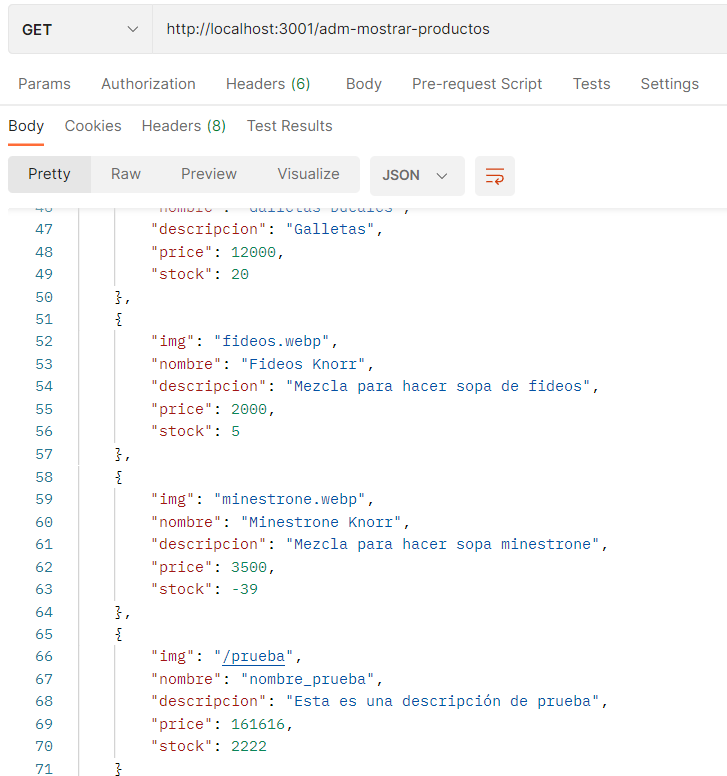 GET http://localhost:3001/adm-mostrar-productos
Params Authorization Headers (6) Body Pre-request Script Tests Settings
Body Cookies Headers (8) Test Results
Pretty Raw Preview Visualize JSON
46 "nombre": "Galletas Ducales",
47 "descripcion": "Galletas",
48 "price": 12000,
49 "stock": 20
50 },
51 {
52 "img": "fideos.webp",
53 "nombre": "Fideos Knorr",
54 "descripcion": "Mezcla para hacer sopa de fideos",
55 "price": 2000,
56 "stock": 5
57 },
58 {
59 "img": "minestrone.webp",
60 "nombre": "Minestrone Knorr",
61 "descripcion": "Mezcla para hacer sopa minestrone",
62 "price": 3500,
63 "stock": -39
64 },
65 {
66 "img": "/prueba",
67 "nombre": "nombre_prueba",
68 "descripcion": "Esta es una descripción de prueba",
69 "price": 161616,
70 "stock": 2222
71 }